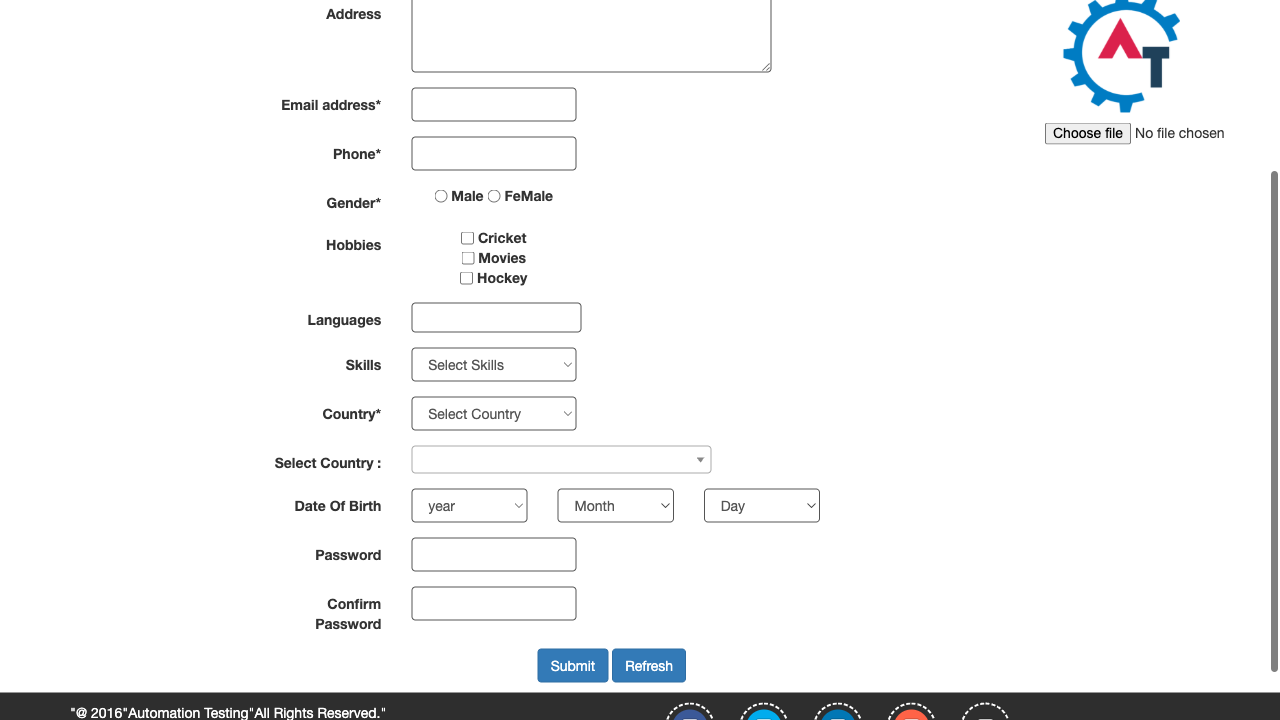 Address
AT
Choose file No file chosen
Email address*
Phone*
Gender* Male FeMale
Hobbies Cricket
Movies
Hockey
Languages
Skills Select Skills
Country* Select Country
Select Country :
Date Of Birth year Month Day
Password
Confirm
Password
Submit Refresh
"@ 2016"Automation Testing"All Rights Reserved."